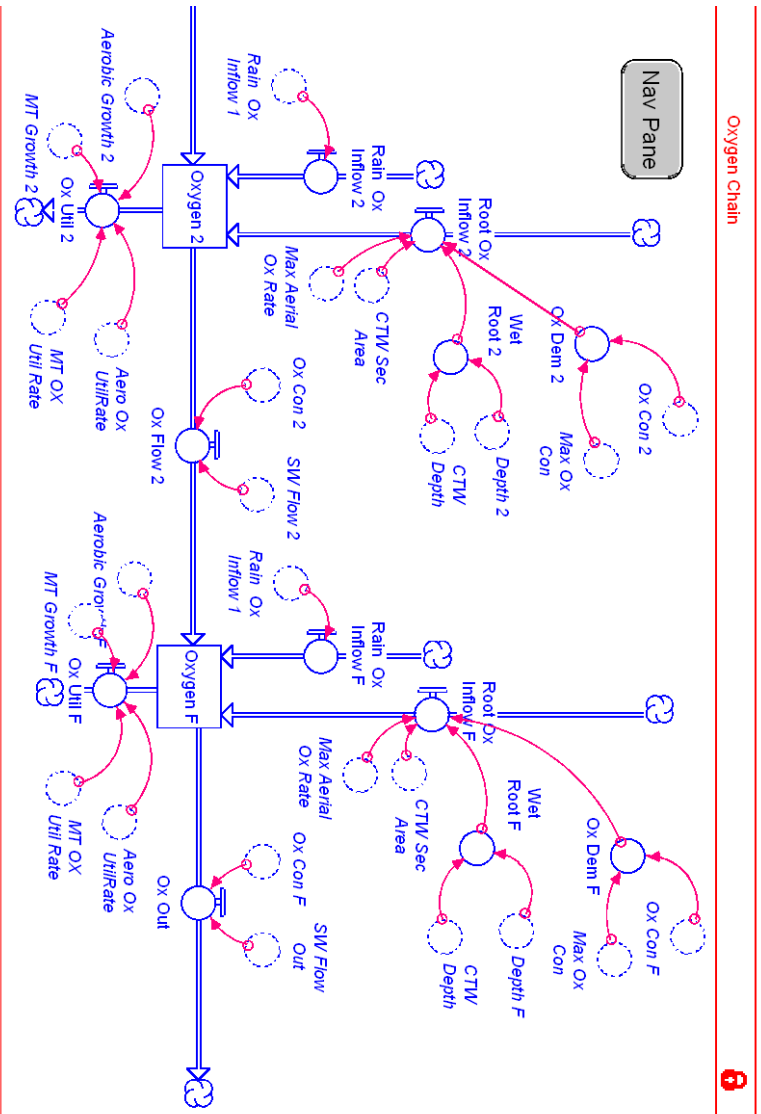 Oxygen Chain
Nav Pane
Ox Con 2
Max Ox
Con
Ox Dem 2
Depth 2
CTW
Depth
Wet
Root 2
Root Ox
Inflow 2
CTW Sec
Area
Max Aerial
Ox Rate
Rain Ox
Inflow 2
Rain Ox
Inflow 1
Oxygen 2
Ox Con 2
SW Flow 2
Ox Flow 2
Aerobic Growth 2
MT Growth 2
Ox Util 2
Aero Ox
UtilRate
MT OX
Util Rate
Ox Con F
Max Ox
Con
Ox Dem F
Depth F
CTW
Depth
Wet
Root F
Root Ox
Inflow F
CTW Sec
Area
Max Aerial
Ox Rate
Rain Ox
Inflow F
Rain Ox
Inflow 1
Oxygen F
Ox Con F
SW Flow
Out
Ox Out
Aerobic Growth F
MT Growth F
Ox Util F
Aero Ox
UtilRate
MT OX
Util Rate